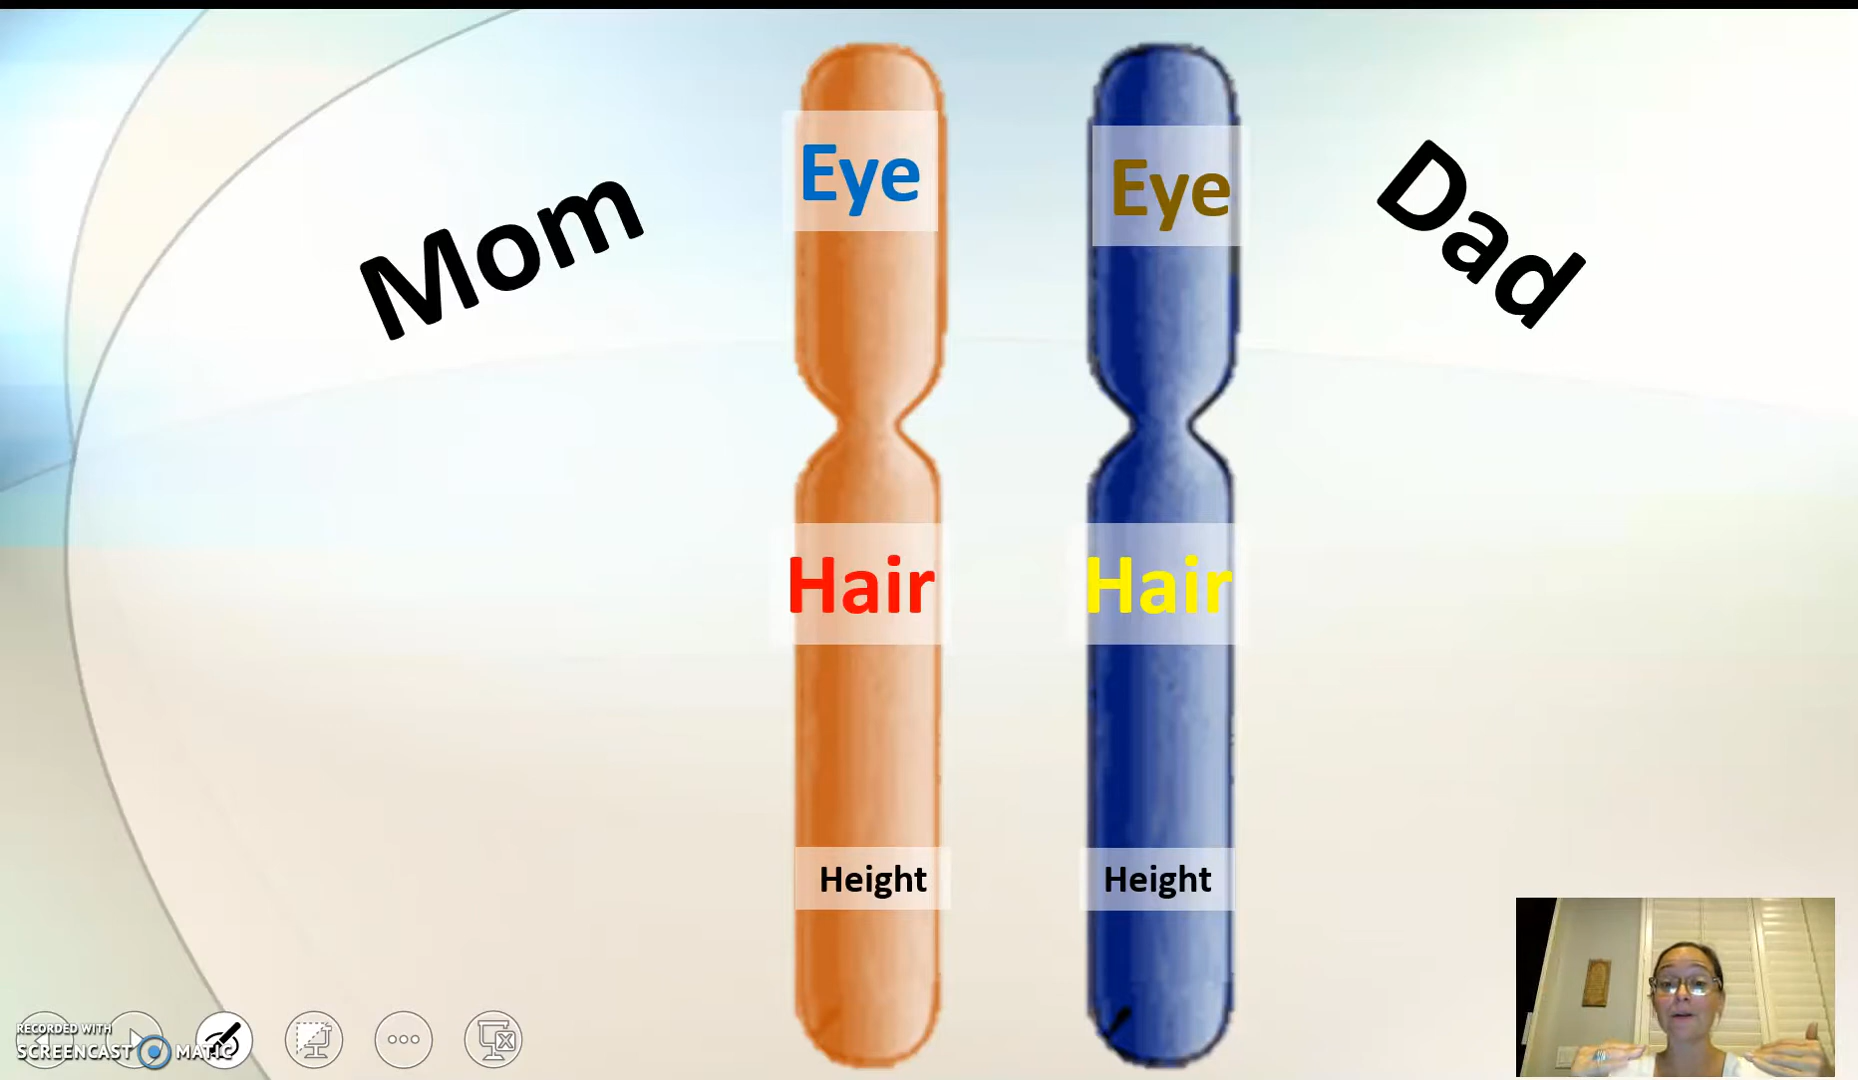 Mom
Eye
Eye
Dad
Hair
Hair
Height
Height
RECORDED WITH
SCREENCAST MATIC